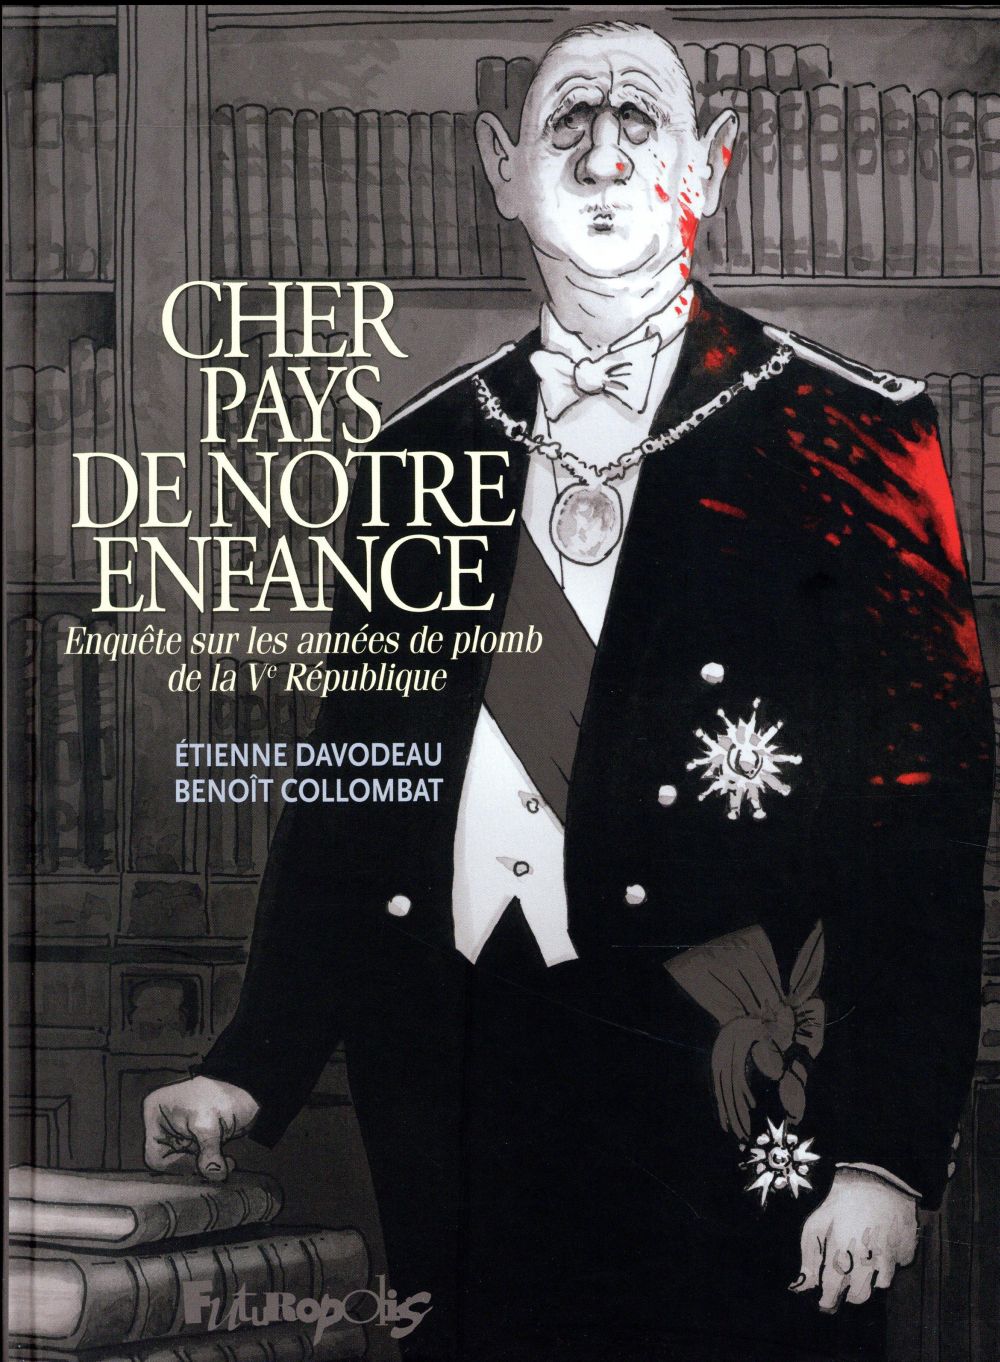 CHER
PAYS
DE NOTRE
ENFANCE
Enquête sur les années de plomb
de la Ve République
ÉTIENNE DAVODEAU
BENOÎT COLLOMBAT
FUTUROPOLIS